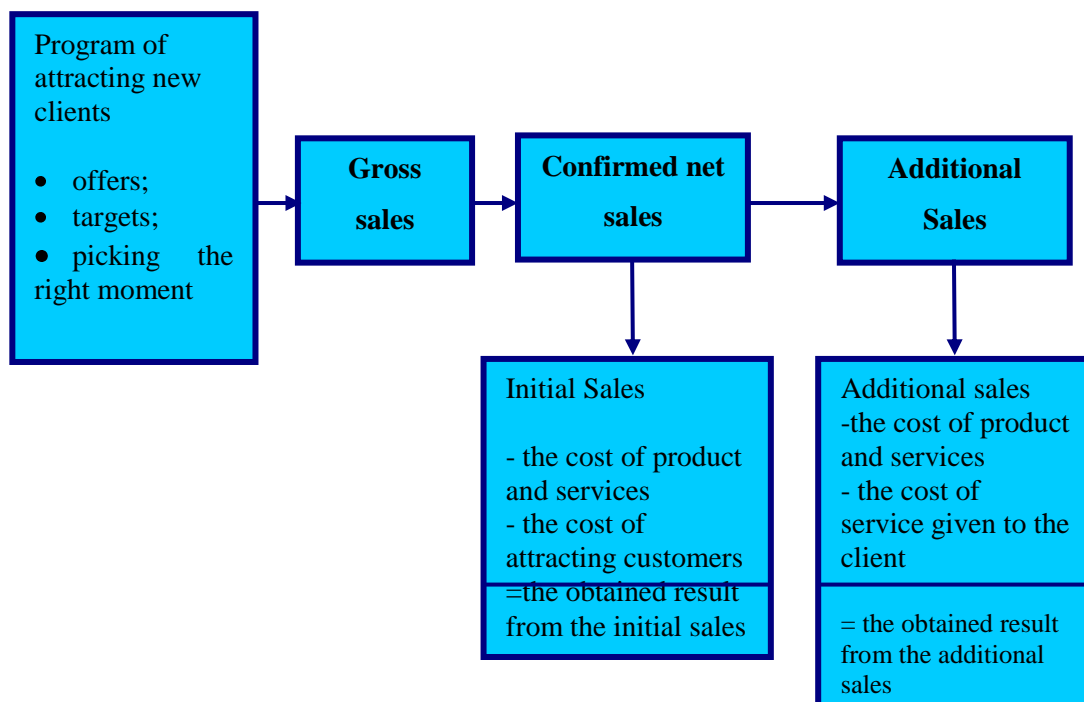 Program of
attracting new
clients
• offers;
• targets;
• picking the
right moment
Gross
sales
Confirmed net
sales
Additional
Sales
Initial Sales
- the cost of product
and services
- the cost of
attracting customers
=the obtained result
from the initial sales
Additional sales
-the cost of product
and services
- the cost of
service given to the
client
= the obtained result
from the additional
sales